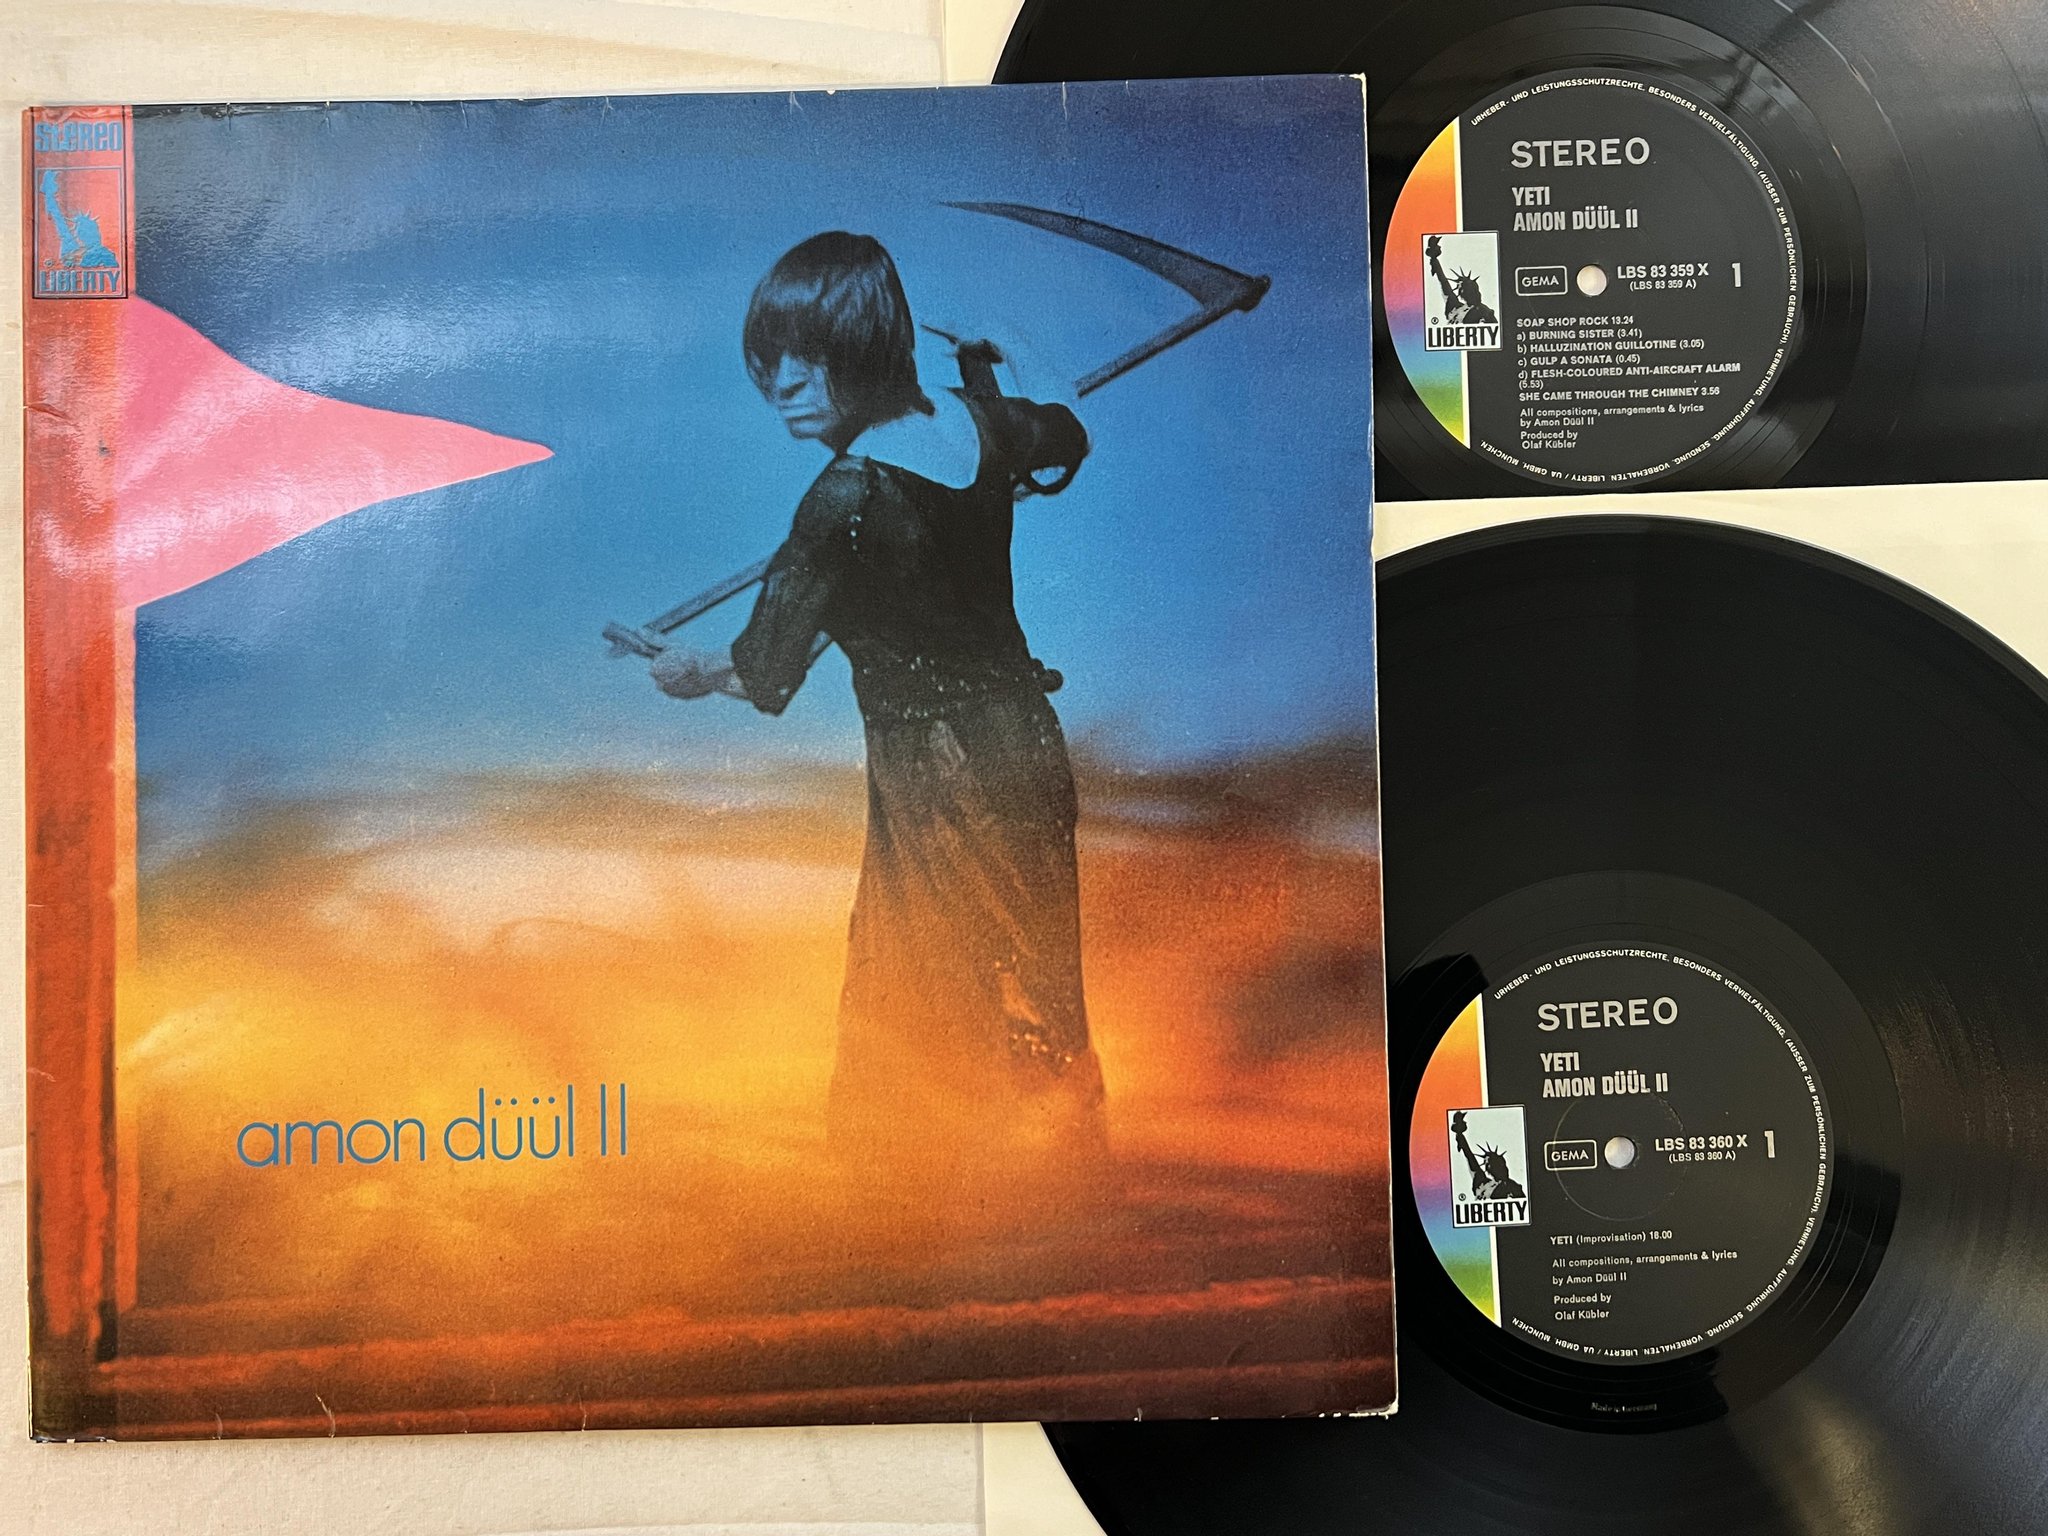 stereo
LIBERTY
amon düül II
URHEBER- UND LEISTUNGSSCHUTZRECHTE, BESONDERS VERVIELFÄLTIGUNG, (AUSSER ZUM PERSÖNLICHEN GEBRAUCH), VERMIETUNG, AUFFÜHRUNG, SENDUNG, VORBEHALTEN. LIBERTY / UA GMBH, MÜNCHEN.
STEREO
YETI
AMON DÜÜL II
GEMA
LBS 83 359 X 1
(LBS 83 359 A)
® LIBERTY
SOAP SHOP ROCK 13.24
a) BURNING SISTER (3.41)
b) HALLUZINATION GUILLOTINE (3.05)
c) GULP A SONATA (0.45)
d) FLESH-COLOURED ANTI-AIRCRAFT ALARM
(5.53)
SHE CAME THROUGH THE CHIMNEY 3.56
All compositions, arrangements & lyrics
by Amon Düül II
Produced by
Olaf Kübler
URHEBER- UND LEISTUNGSSCHUTZRECHTE, BESONDERS VERVIELFÄLTIGUNG, (AUSSER ZUM PERSÖNLICHEN GEBRAUCH), VERMIETUNG, AUFFÜHRUNG, SENDUNG, VORBEHALTEN. LIBERTY / UA GMBH, MÜNCHEN.
STEREO
YETI
AMON DÜÜL II
GEMA
LBS 83 360 X 1
(LBS 83 360 A)
® LIBERTY
YETI (Improvisation) 18.00
All compositions, arrangements & lyrics
by Amon Düül II
Produced by
Olaf Kübler
Made in Germany